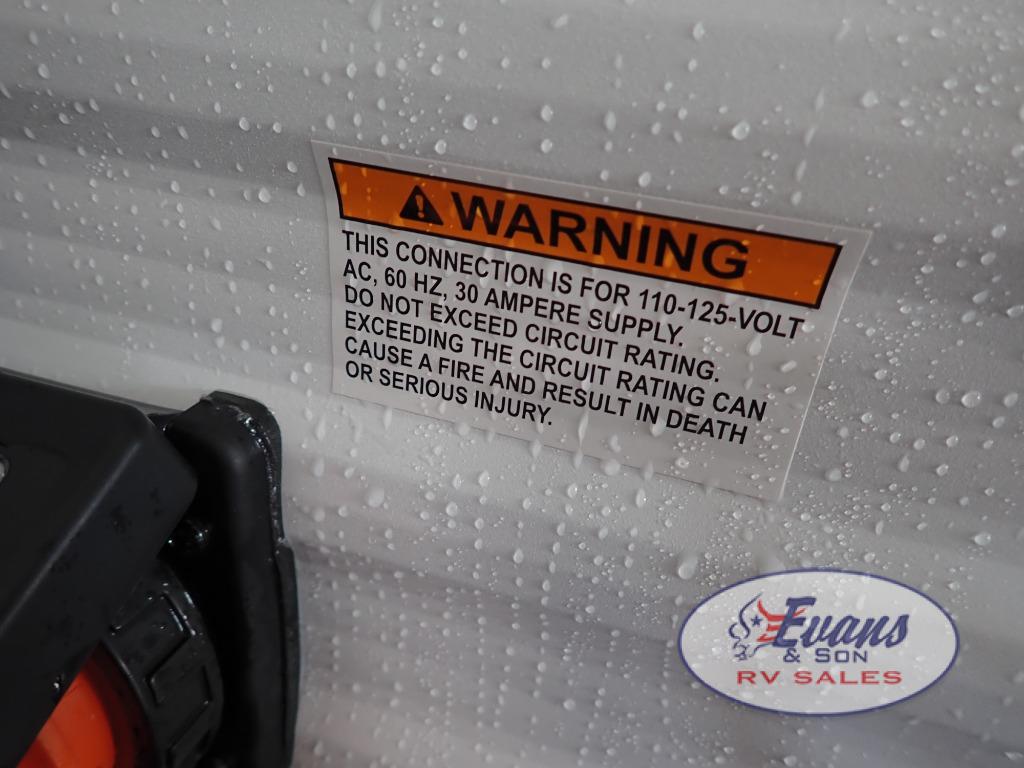 WARNING
THIS CONNECTION IS FOR 110-125-VOLT
AC, 60 HZ, 30 AMPERE SUPPLY.
DO NOT EXCEED CIRCUIT RATING.
EXCEEDING THE CIRCUIT RATING CAN
CAUSE A FIRE AND RESULT IN DEATH
OR SERIOUS INJURY.
Evans
& SON
RV SALES